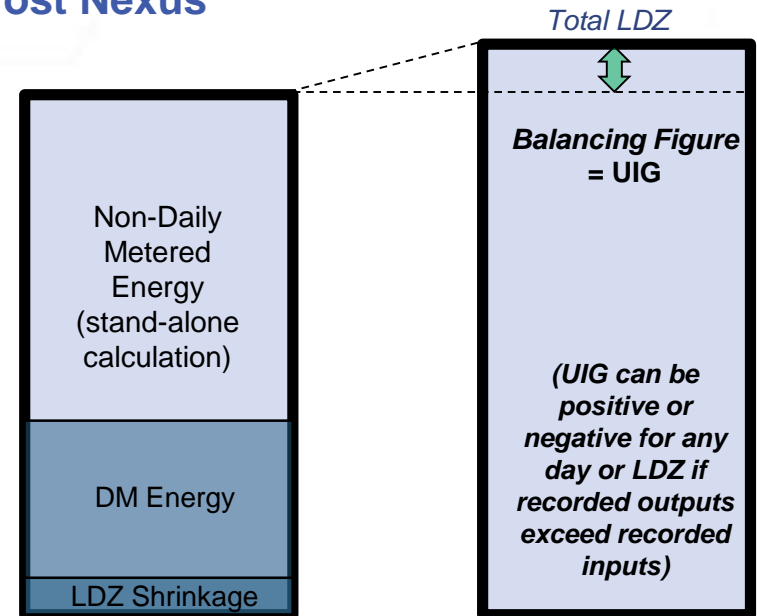 ost Nexus
Total LDZ
Non-Daily
Metered
Energy
(stand-alone
calculation)
DM Energy
LDZ Shrinkage
Balancing Figure
= UIG
(UIG can be
positive or
negative for any
day or LDZ if
recorded outputs
exceed recorded
inputs)